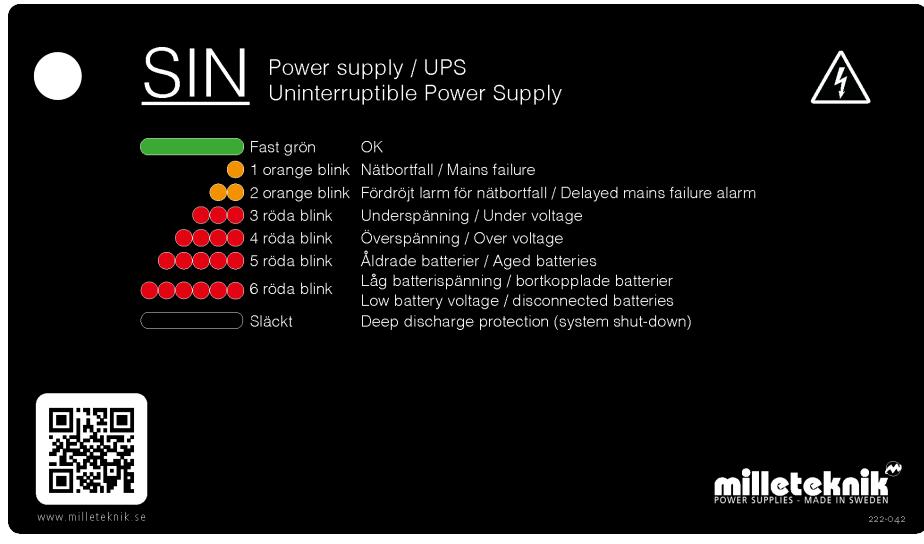 SIN
Power supply / UPS
Uninterruptible Power Supply
Fast grön OK
1 orange blink Nätbortfall / Mains failure
2 orange blink Fördröjt larm för nätbortfall / Delayed mains failure alarm
3 röda blink Underspänning / Under voltage
4 röda blink Överspänning / Over voltage
5 röda blink Åldrade batterier / Aged batteries
6 röda blink Låg batterispänning / bortkopplade batterier
Low battery voltage / disconnected batteries
Släckt Deep discharge protection (system shut-down)
www.milleteknik.se
milleteknik
POWER SUPPLIES - MADE IN SWEDEN
222-042